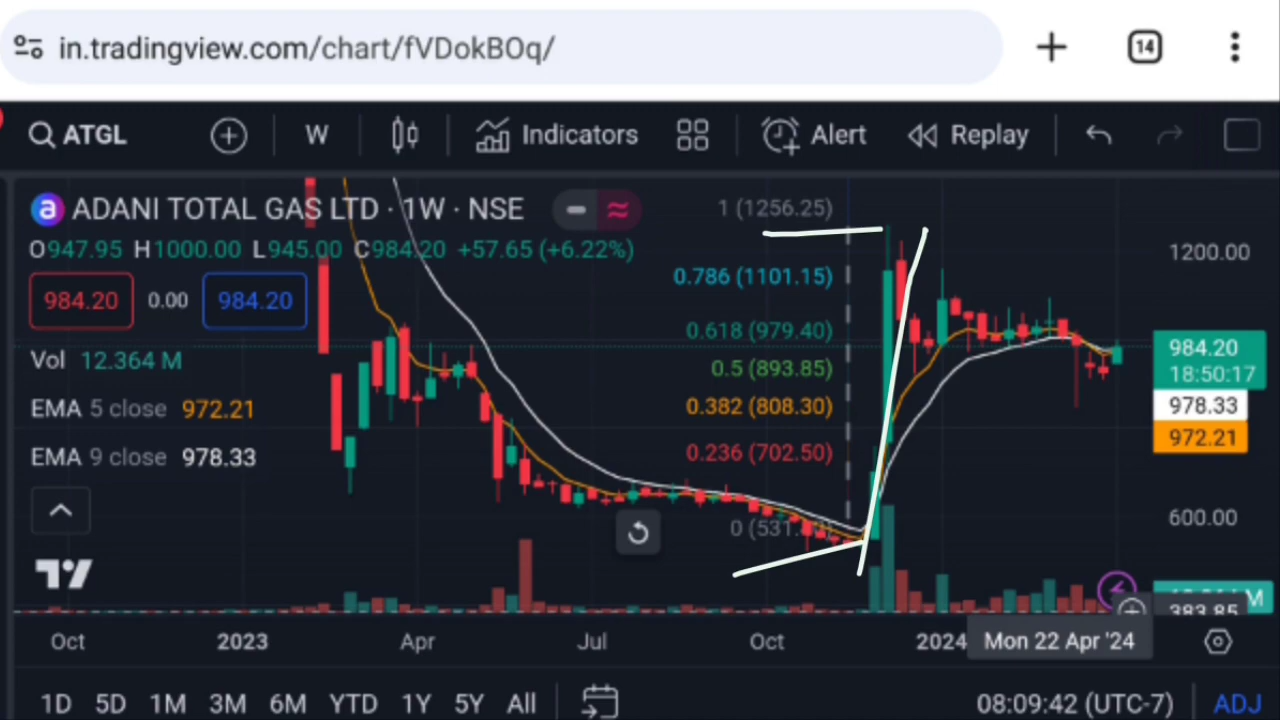 in.tradingview.com/chart/fVDokBOq/ 14
ATGL W Indicators Alert Replay
a ADANI TOTAL GAS LTD · 1W · NSE
O947.95 H1000.00 L945.00 C984.20 +57.65 (+6.22%)
984.20 0.00 984.20
Vol 12.364 M
EMA 5 close 972.21
EMA 9 close 978.33
1 (1256.25)
0.786 (1101.15)
0.618 (979.40)
0.5 (893.85)
0.382 (808.30)
0.236 (702.50)
0 (531.
1200.00
984.20
18:50:17
978.33
972.21
600.00
M
383.85
Oct 2023 Apr Jul Oct 2024 Mon 22 Apr '24
1D 5D 1M 3M 6M YTD 1Y 5Y All 08:09:42 (UTC-7) ADJ